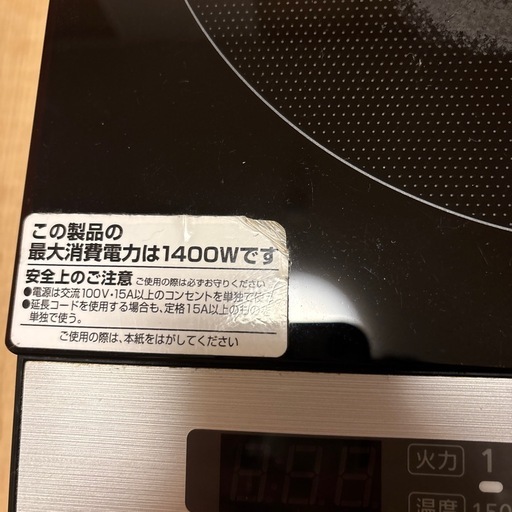 この製品の
最大消費電力は1400Wです
安全上のご注意 ご使用の際は必ずお守りください
●電源は交流100V・15A以上のコンセントを単独で使う
●延長コードを使用する場合も、定格15A以上のものを
単独で使う。
ご使用の際は、本紙をはがしてください
火力 1
温度 150